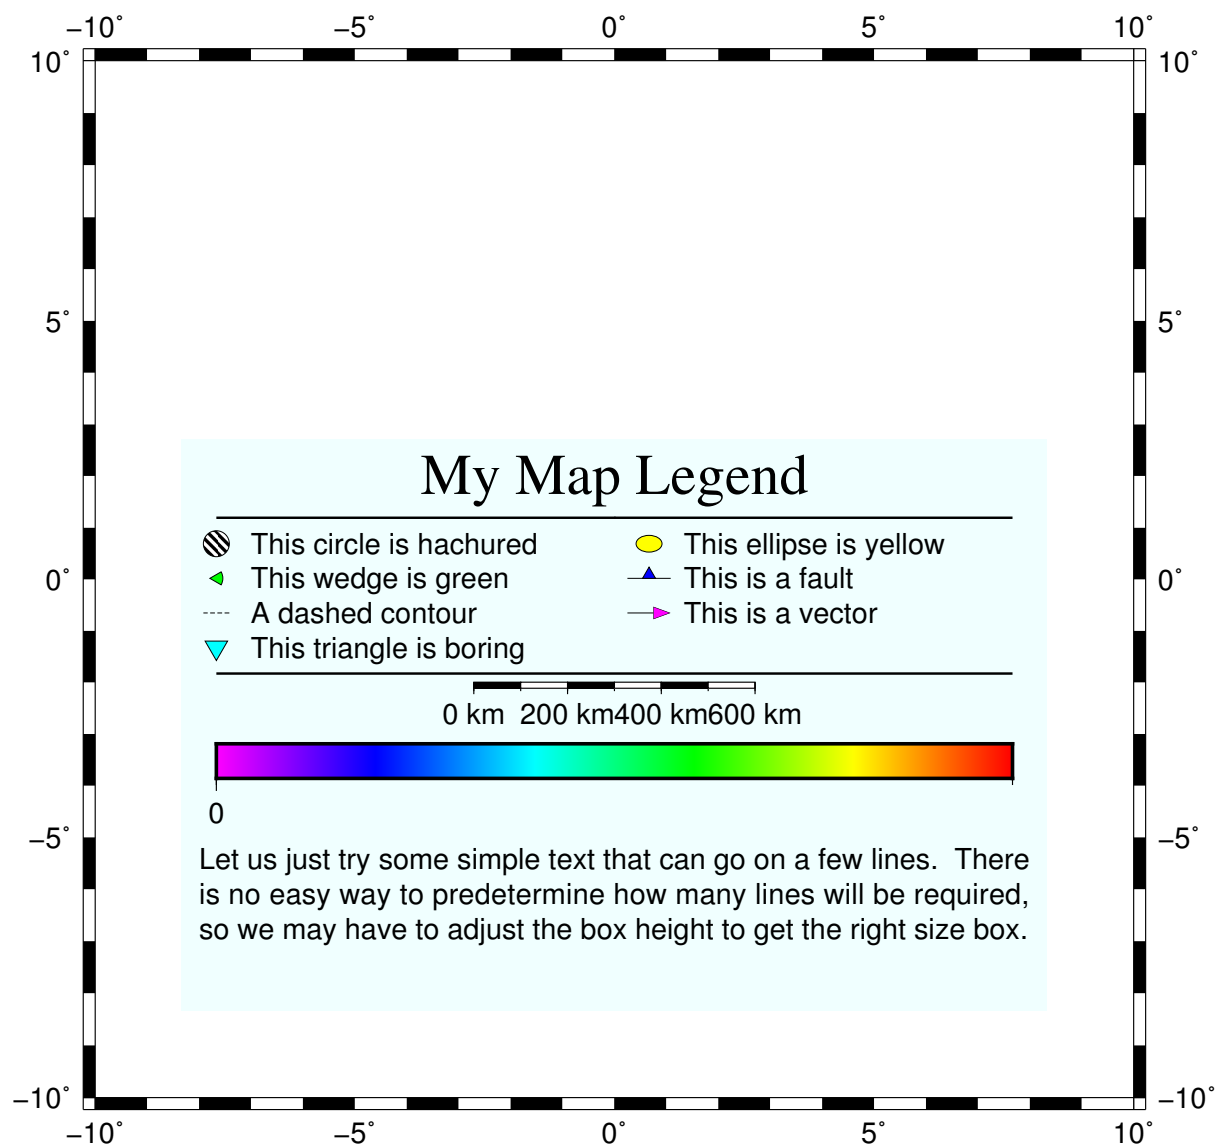 −10˚ −5˚ 0˚ 5˚ 10˚
10˚ 10˚
5˚ 5˚
My Map Legend
This circle is hachured This ellipse is yellow
0˚ This wedge is green This is a fault 0˚
A dashed contour This is a vector
This triangle is boring
0 km 200 km 400 km 600 km
0
−5˚ −5˚
Let us just try some simple text that can go on a few lines. There
is no easy way to predetermine how many lines will be required,
so we may have to adjust the box height to get the right size box.
−10˚ −10˚
−10˚ −5˚ 0˚ 5˚ 10˚